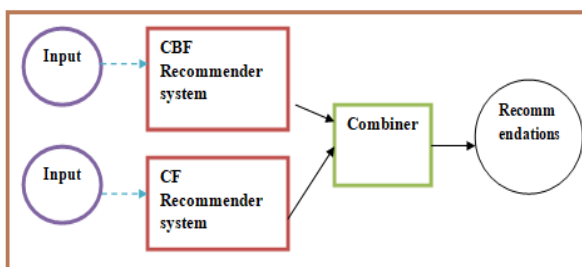 Input
CBF
Recommender
system
Combiner
Recomm
endations
Input
CF
Recommender
system